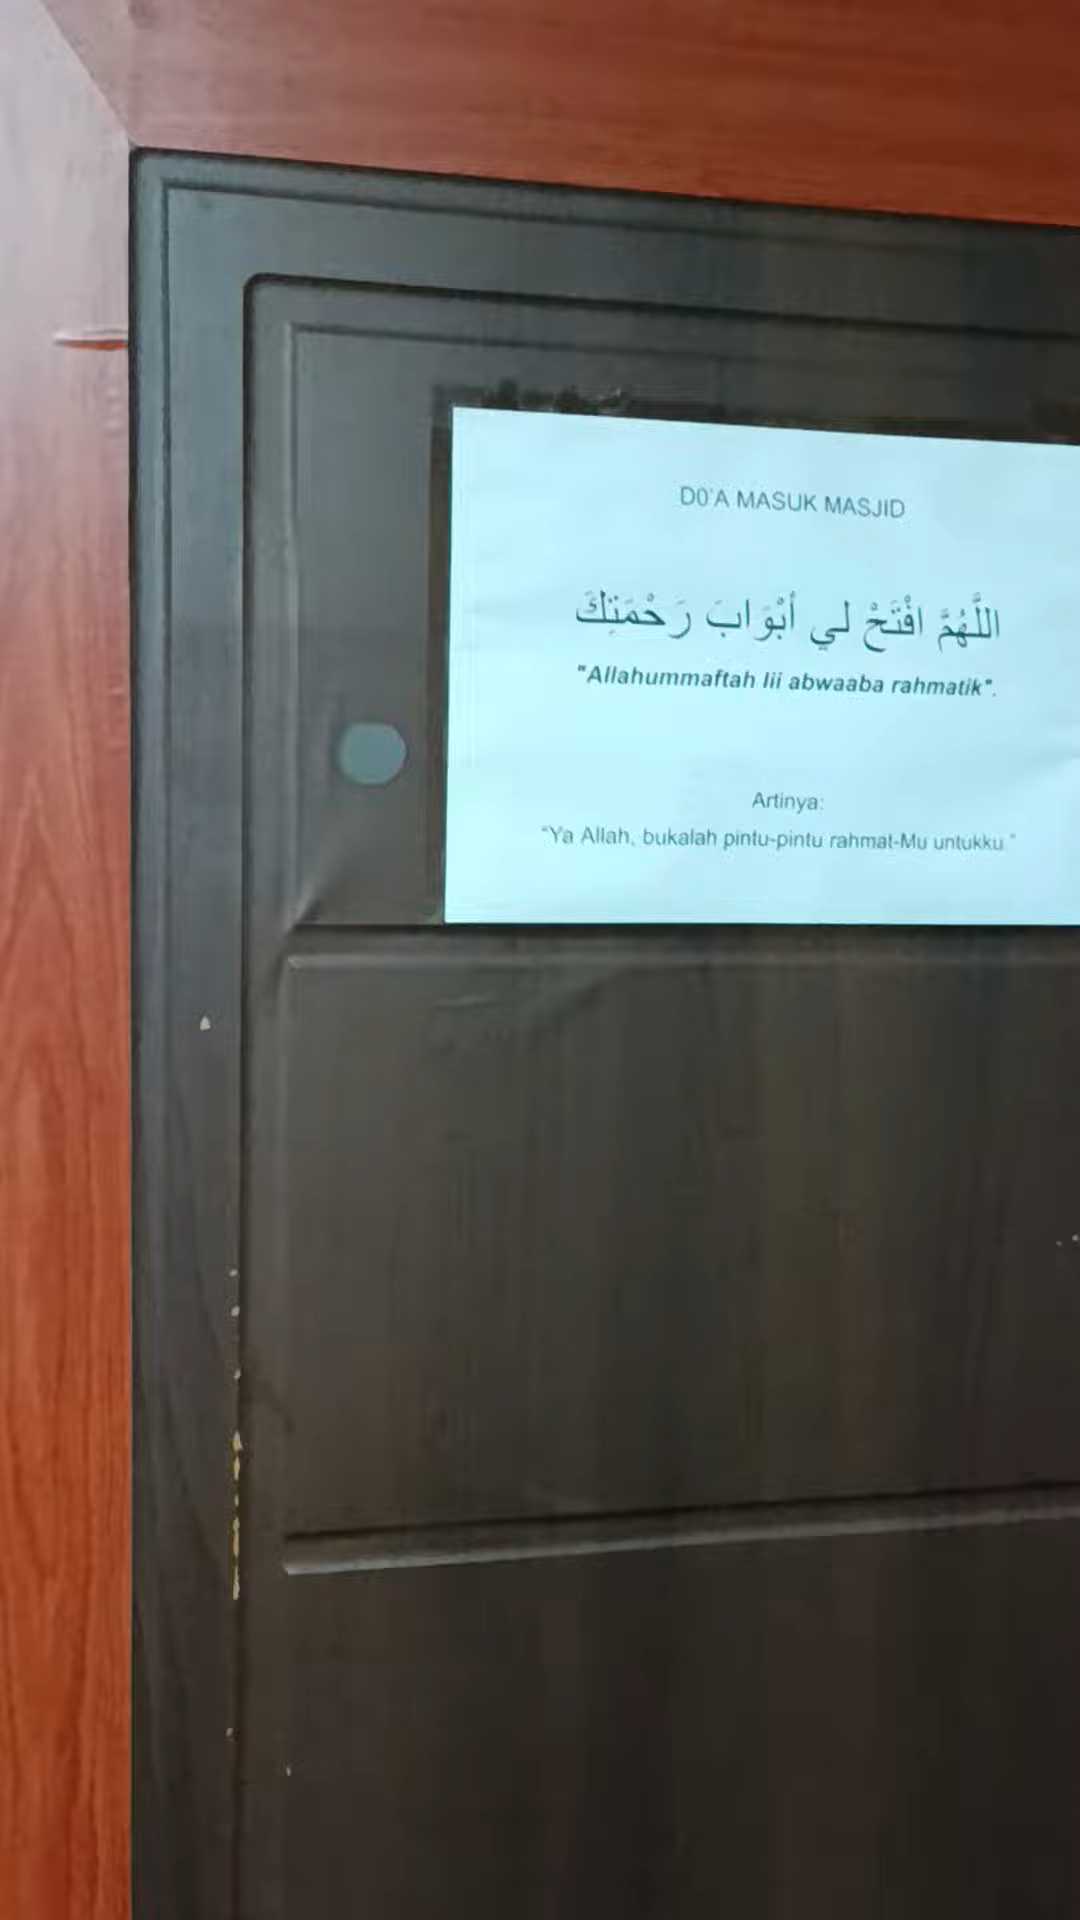 D0'A MASUK MASJID
اللَّهُمَّ افْتَحْ لي أَبْوَابَ رَحْمَتِكَ
"Allahummaftah lii abwaaba rahmatik".
Artinya:
"Ya Allah, bukalah pintu-pintu rahmat-Mu untukku."